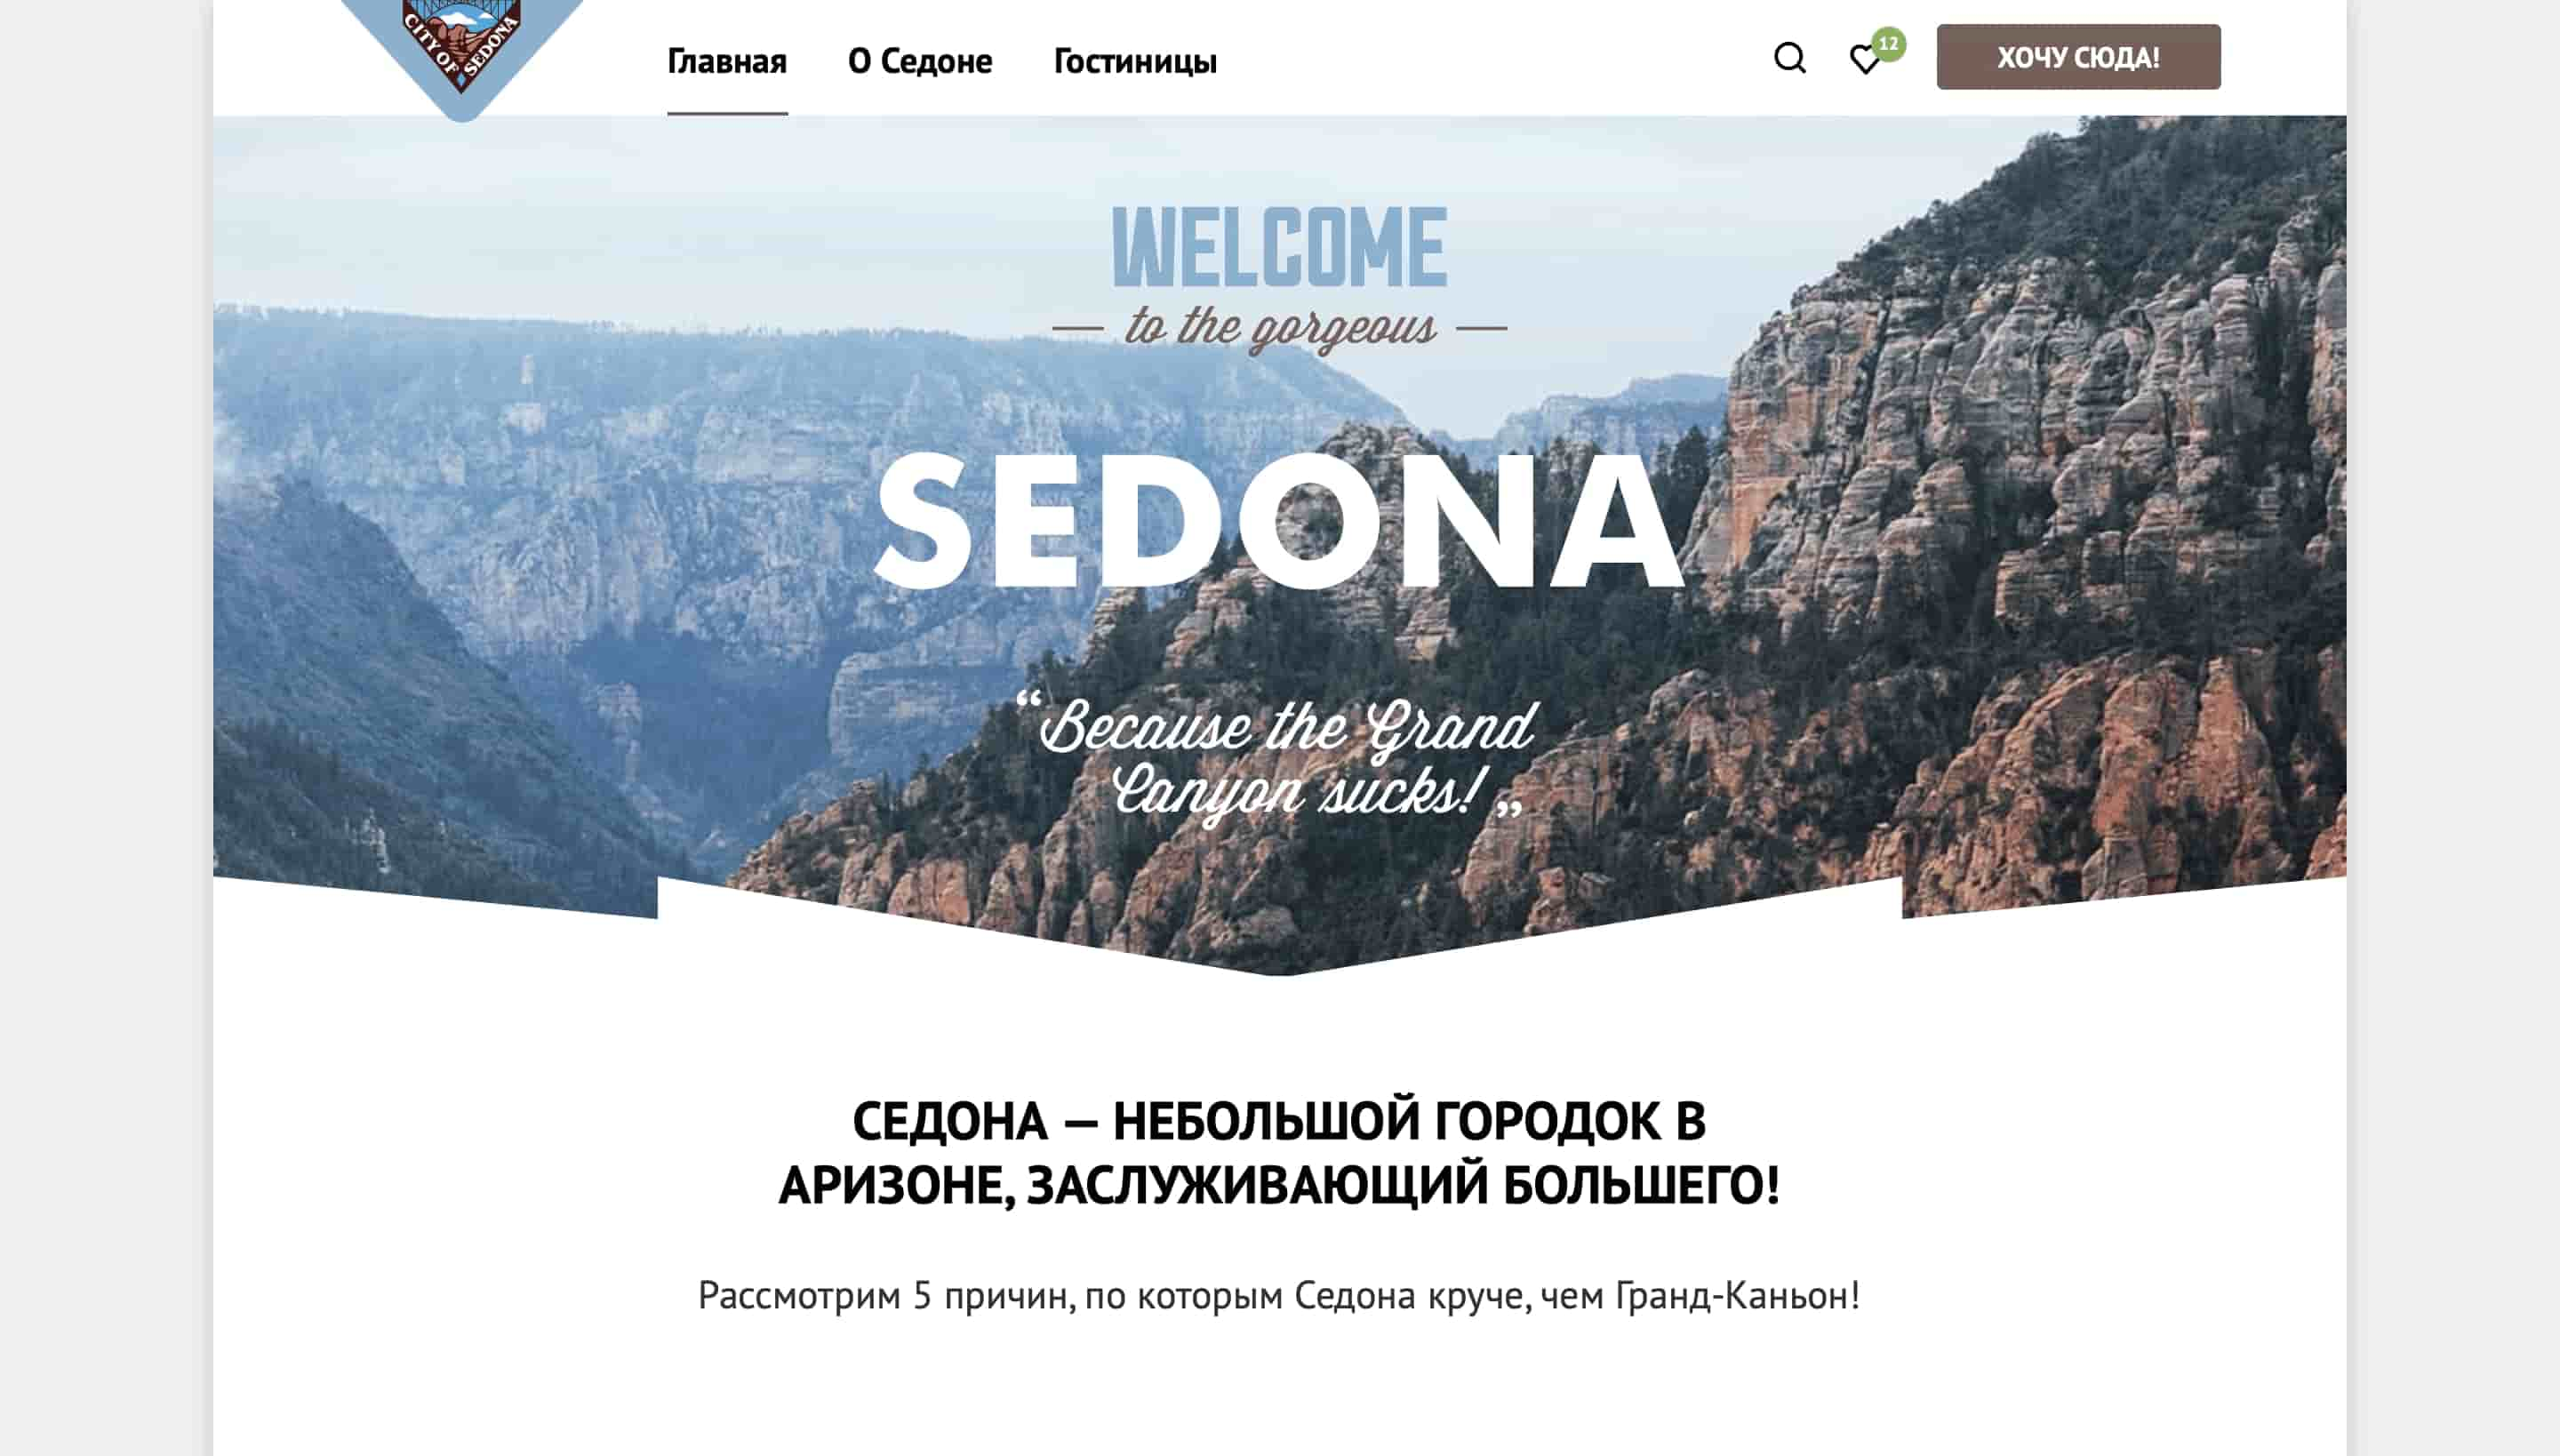 CITY OF SEDONA
Главная
О Седоне
Гостиницы
12
ХОЧУ СЮДА!
WELCOME
— to the gorgeous —
SEDONA
“Because the Grand
Canyon sucks!”
СЕДОНА — НЕБОЛЬШОЙ ГОРОДОК В
АРИЗОНЕ, ЗАСЛУЖИВАЮЩИЙ БОЛЬШЕГО!
Рассмотрим 5 причин, по которым Седона круче, чем Гранд-Каньон!